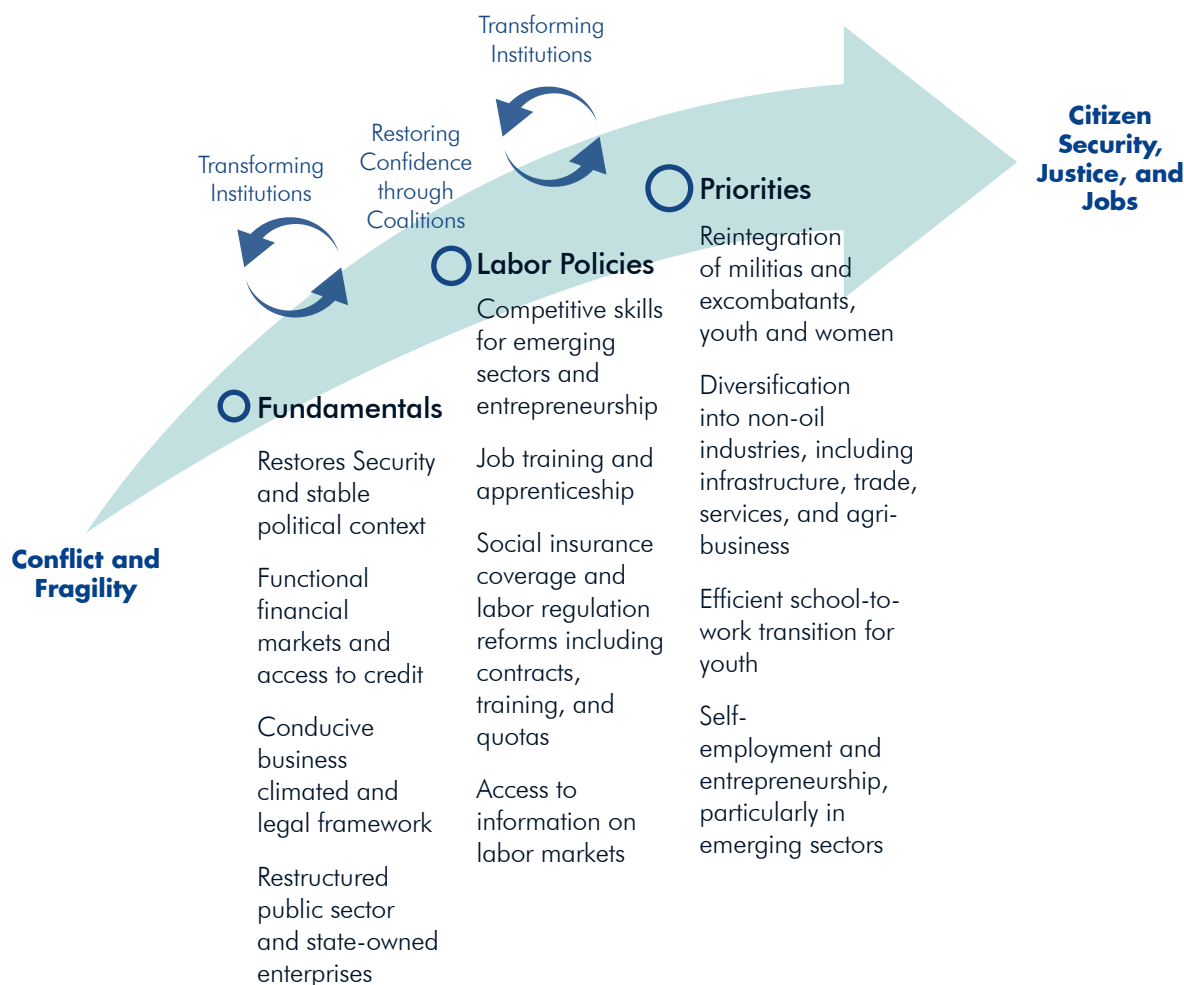 Transforming
Institutions
Restoring
Confidence
through
Coalitions
Transforming
Institutions
Citizen
Security,
Justice, and
Jobs
Conflict and
Fragility
Fundamentals
Restores Security
and stable
political context
Functional
financial
markets and
access to credit
Conducive
business
climated and
legal framework
Restructured
public sector
and state-owned
enterprises
Labor Policies
Competitive skills
for emerging
sectors and
entrepreneurship
Job training and
apprenticeship
Social insurance
coverage and
labor regulation
reforms including
contracts,
training, and
quotas
Access to
information on
labor markets
Priorities
Reintegration
of militias and
excombatants,
youth and women
Diversification
into non-oil
industries, including
infrastructure, trade,
services, and agri-
business
Efficient school-to-
work transition for
youth
Self-
employment and
entrepreneurship,
particularly in
emerging sectors